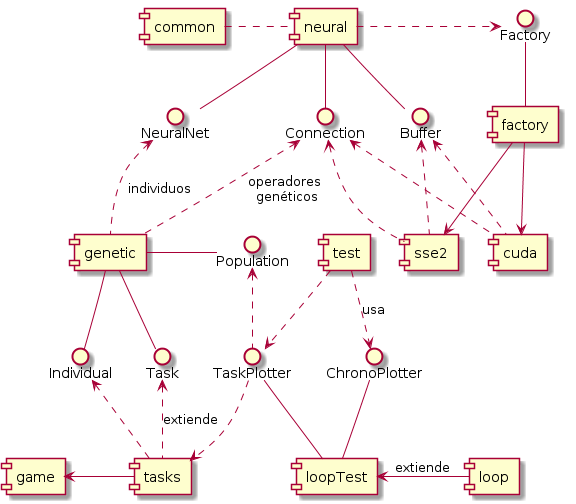 common
neural
Factory
NeuralNet
Connection
Buffer
factory
individuos
operadores
genéticos
genetic
Population
test
sse2
cuda
usa
Individual
Task
TaskPlotter
ChronoPlotter
extiende
game
tasks
loopTest
extiende
loop